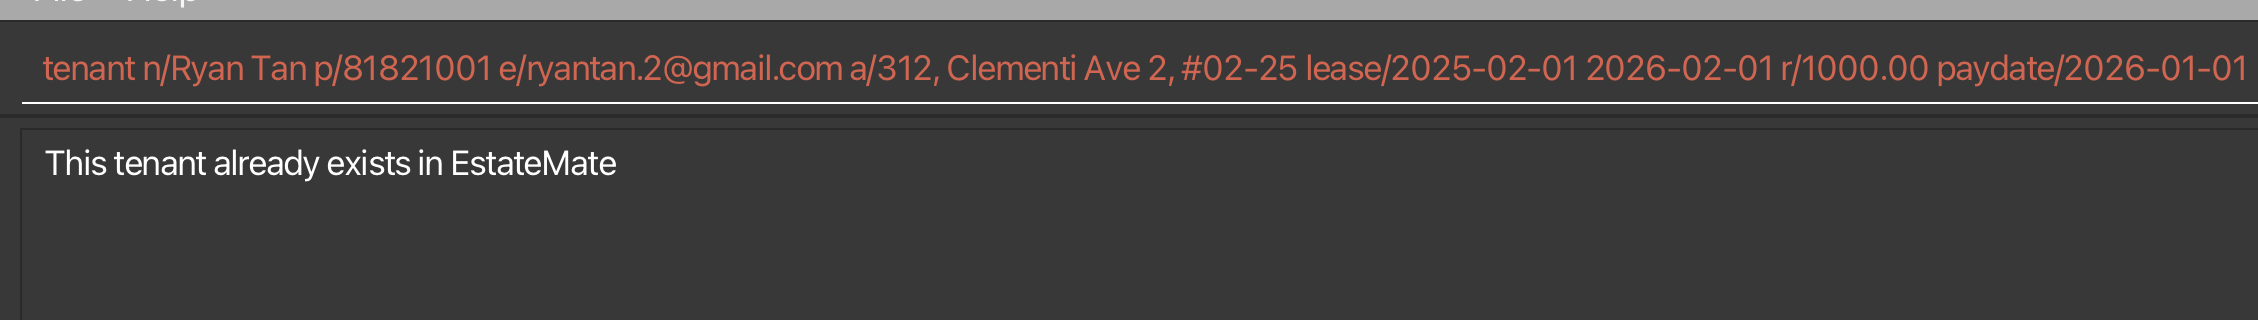 tenant n/Ryan Tan p/81821001 e/ryantan.2@gmail.com a/312, Clementi Ave 2, #02-25 lease/2025-02-01 2026-02-01 r/1000.00 paydate/2026-01-01
This tenant already exists in EstateMate